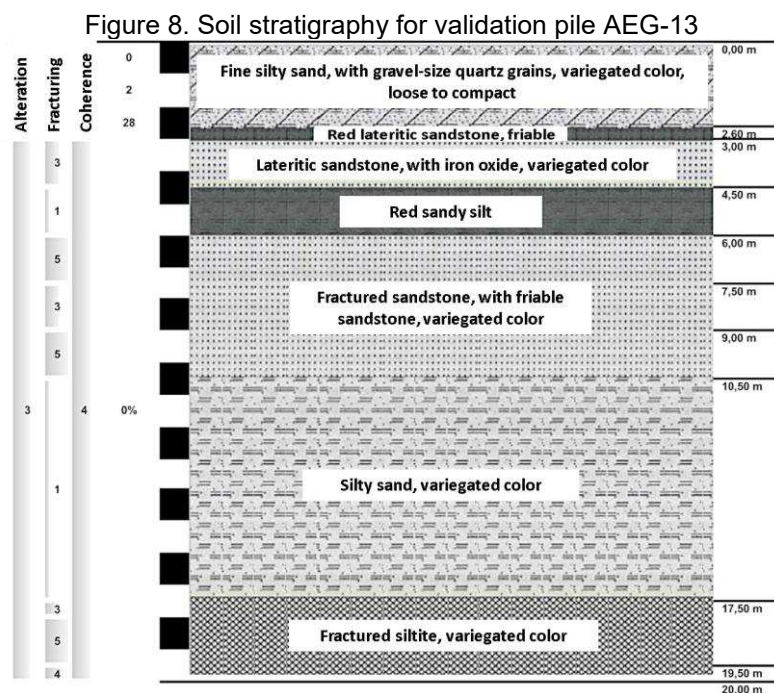 Figure 8. Soil stratigraphy for validation pile AEG-13
Alteration
Fracturing
Coherence
0
2
28
3
1
5
3
5
3
4
0%
1
3
5
4
Fine silty sand, with gravel-size quartz grains, variegated color,
loose to compact
Red lateritic sandstone, friable
Lateritic sandstone, with iron oxide, variegated color
Red sandy silt
Fractured sandstone, with friable
sandstone, variegated color
Silty sand, variegated color
Fractured siltite, variegated color
0,00 m
2,60 m
3,00 m
4,50 m
6,00 m
7,50 m
9,00 m
10,50 m
17,50 m
19,50 m
20,00 m